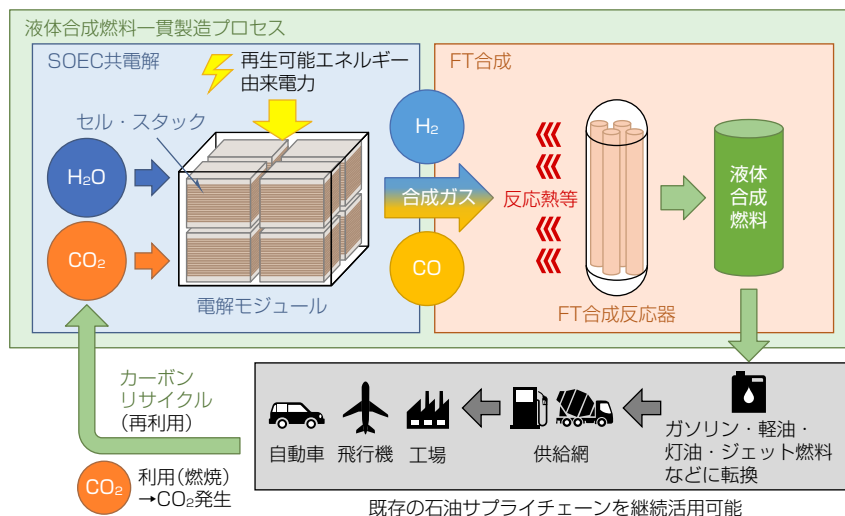 液体合成燃料一貫製造プロセス
SOEC共電解
再生可能エネルギー
由来電力
セル・スタック
H₂O
CO₂
電解モジュール
H₂
合成ガス
CO
FT合成
反応熱等
FT合成反応器
液体
合成
燃料
カーボン
リサイクル
(再利用)
CO₂
利用(燃焼)
→CO₂発生
自動車
飛行機
工場
供給網
ガソリン・軽油・
灯油・ジェット燃料
などに転換
既存の石油サプライチェーンを継続活用可能